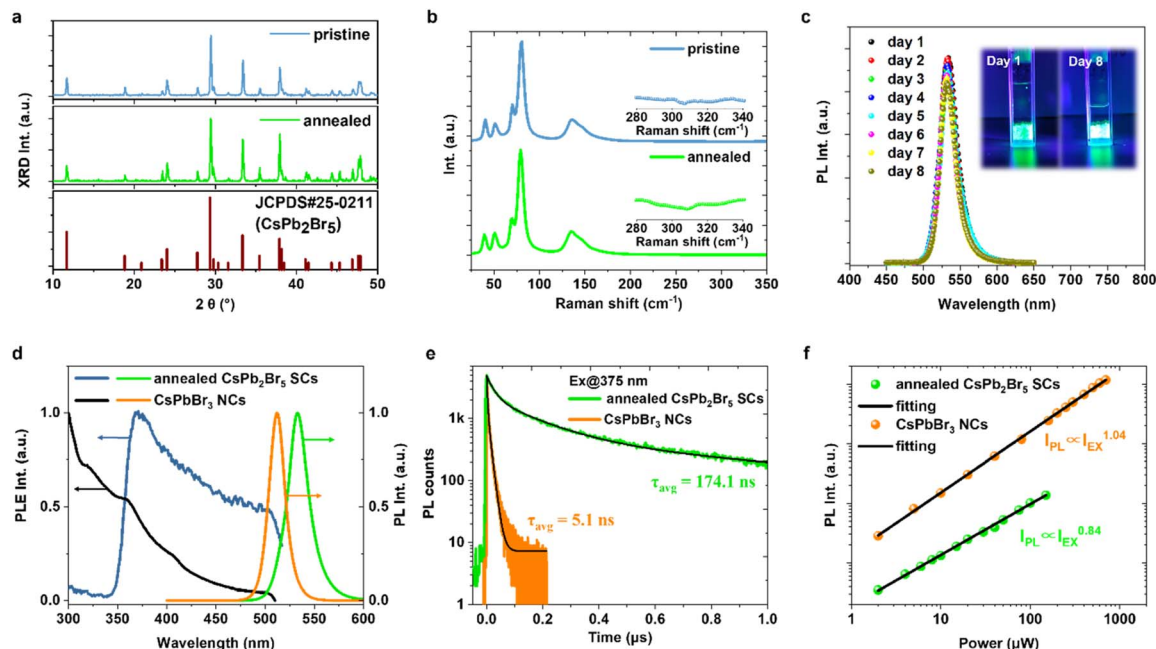 a
pristine
annealed
JCPDS#25-0211
(CsPb₂Br₅)
XRD Int. (a.u.)
10 20 30 40 50
2 θ (°)
b
pristine
280 300 320 340
Raman shift (cm⁻¹)
annealed
280 300 320 340
Raman shift (cm⁻¹)
Int. (a.u.)
50 100 150 200 250 300 350
Raman shift (cm⁻¹)
c
day 1
day 2
day 3
day 4
day 5
day 6
day 7
day 8
Day 1 Day 8
PL Int. (a.u.)
400 450 500 550 600 650 700 750 800
Wavelength (nm)
d
annealed CsPb₂Br₅ SCs
CsPbBr₃ NCs
PLE Int. (a.u.)
1.0
0.5
0.0
1.0
0.5
0.0
PL Int. (a.u.)
300 350 400 450 500 550 600
Wavelength (nm)
e
Ex@375 nm
annealed CsPb₂Br₅ SCs
CsPbBr₃ NCs
τavg = 174.1 ns
τavg = 5.1 ns
PL counts
1k
100
10
1
0.0 0.2 0.4 0.6 0.8 1.0
Time (μs)
f
annealed CsPb₂Br₅ SCs
fitting
CsPbBr₃ NCs
fitting
I_PL ∝ I_EX^1.04
I_PL ∝ I_EX^0.84
PL Int. (a.u.)
1 10 100 1000
Power (μW)